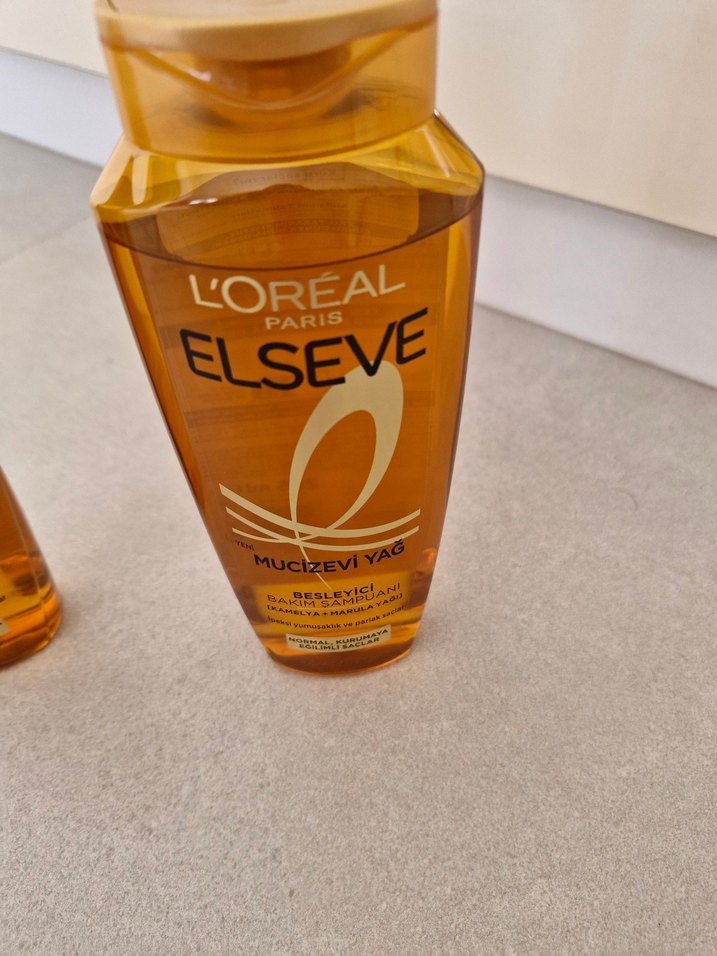 L'ORÉAL
PARIS
ELSEVE
YENİ
MUCİZEVİ YAĞ
BESLEYİCİ
BAKIM ŞAMPUANI
[KAMELYA + MARULA YAĞI]
İpeksi yumuşaklık ve parlak saçlar
NORMAL, KURUMAYA
EĞİLİMLİ SAÇLAR